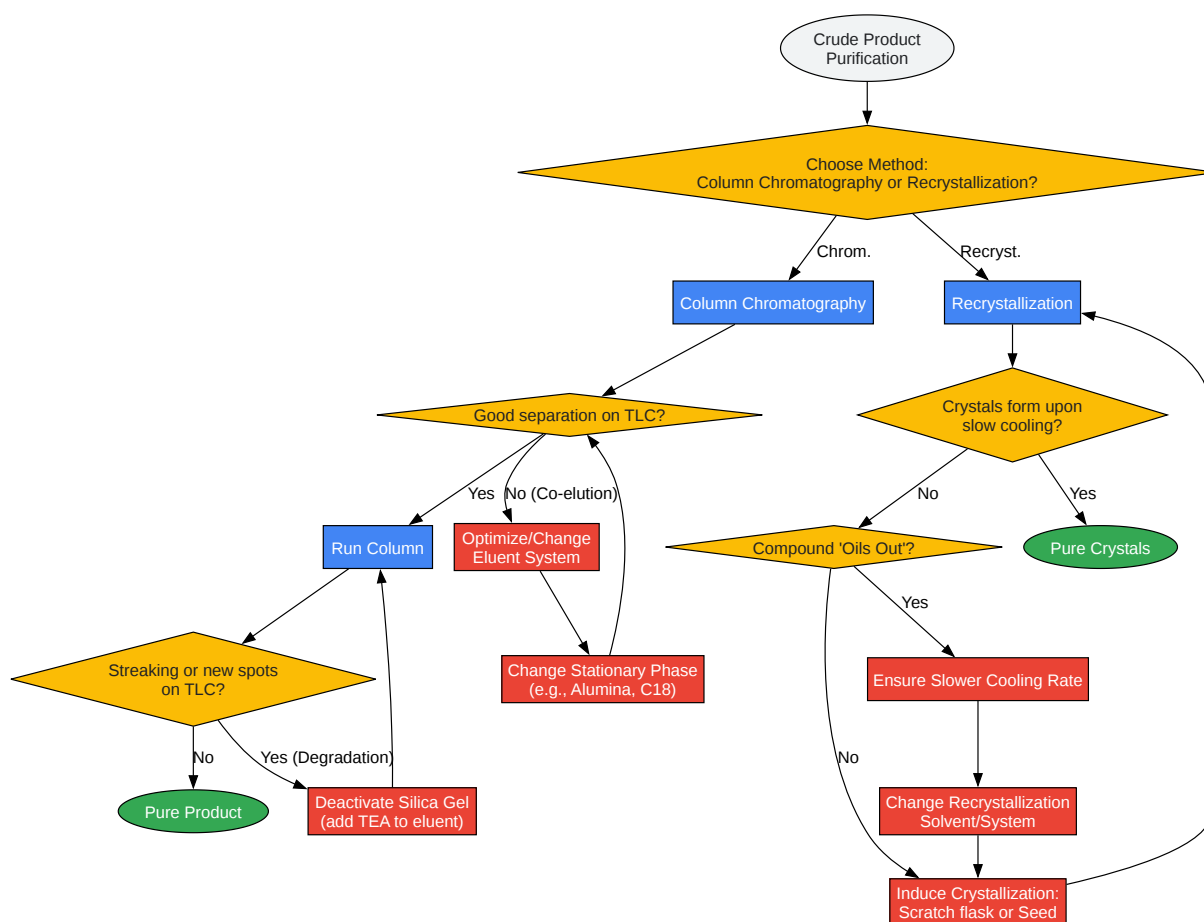 Crude Product
Purification
Choose Method:
Column Chromatography or Recrystallization?
Chrom.
Recryst.
Column Chromatography
Recrystallization
Good separation on TLC?
Crystals form upon
slow cooling?
Yes
No (Co-elution)
No
Yes
Run Column
Optimize/Change
Eluent System
Compound 'Oils Out'?
Pure Crystals
Yes
Streaking or new spots
on TLC?
Change Stationary Phase
(e.g., Alumina, C18)
Ensure Slower Cooling Rate
No
Yes (Degradation)
No
Pure Product
Deactivate Silica Gel
(add TEA to eluent)
Change Recrystallization
Solvent/System
Induce Crystallization:
Scratch flask or Seed